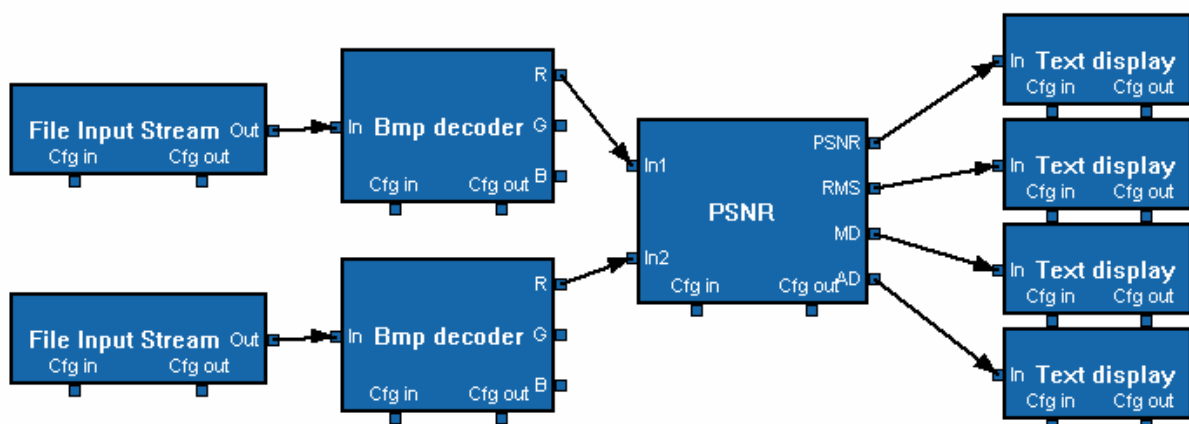 File Input Stream Out
Cfg in Cfg out
In Bmp decoder
R
G
B
Cfg in Cfg out
File Input Stream Out
Cfg in Cfg out
In Bmp decoder
R
G
B
Cfg in Cfg out
In1
In2
PSNR
PSNR
RMS
MD
AD
Cfg in Cfg out
In Text display
Cfg in Cfg out
In Text display
Cfg in Cfg out
In Text display
Cfg in Cfg out
In Text display
Cfg in Cfg out